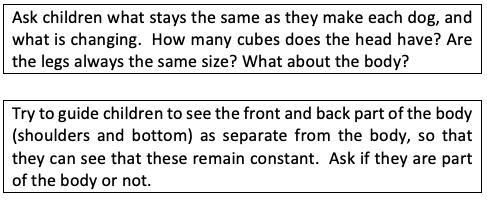 Ask children what stays the same as they make each dog, and
what is changing.  How many cubes does the head have? Are
the legs always the same size? What about the body?
Try to guide children to see the front and back part of the body
(shoulders and bottom) as separate from the body, so that
they can see that these remain constant.  Ask if they are part
of the body or not.